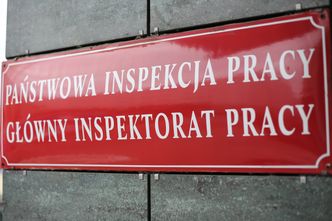 PAŃSTWOWA INSPEKCJA PRACY
GŁÓWNY INSPEKTORAT PRACY